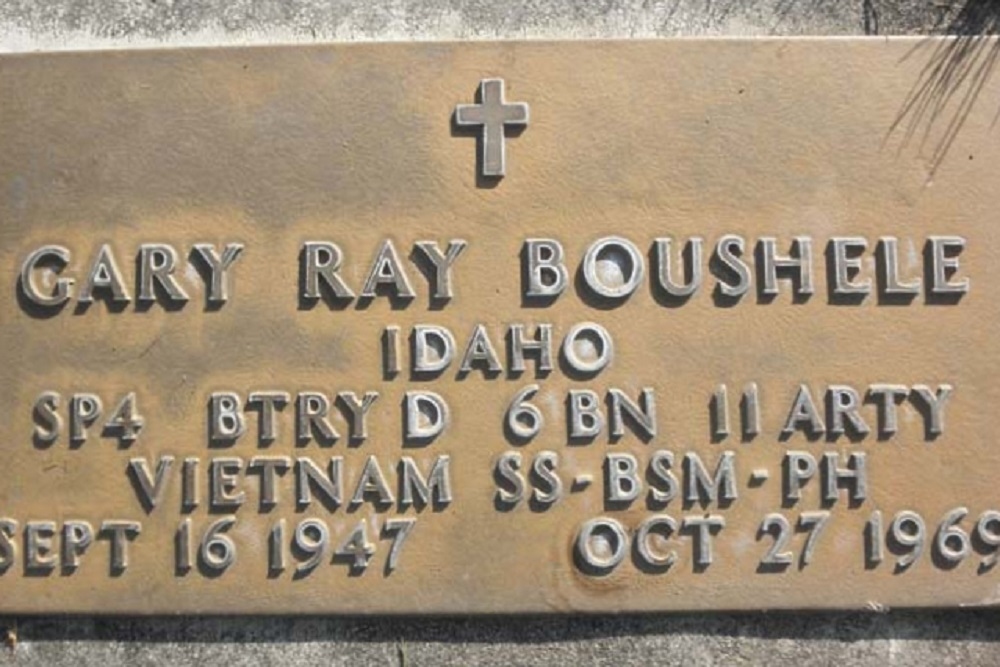 GARY RAY BOUSHELE
IDAHO
SP4 BTRY D 6 BN 11 ARTY
VIETNAM SS-BSM-PH
SEPT 16 1947 OCT 27 1969